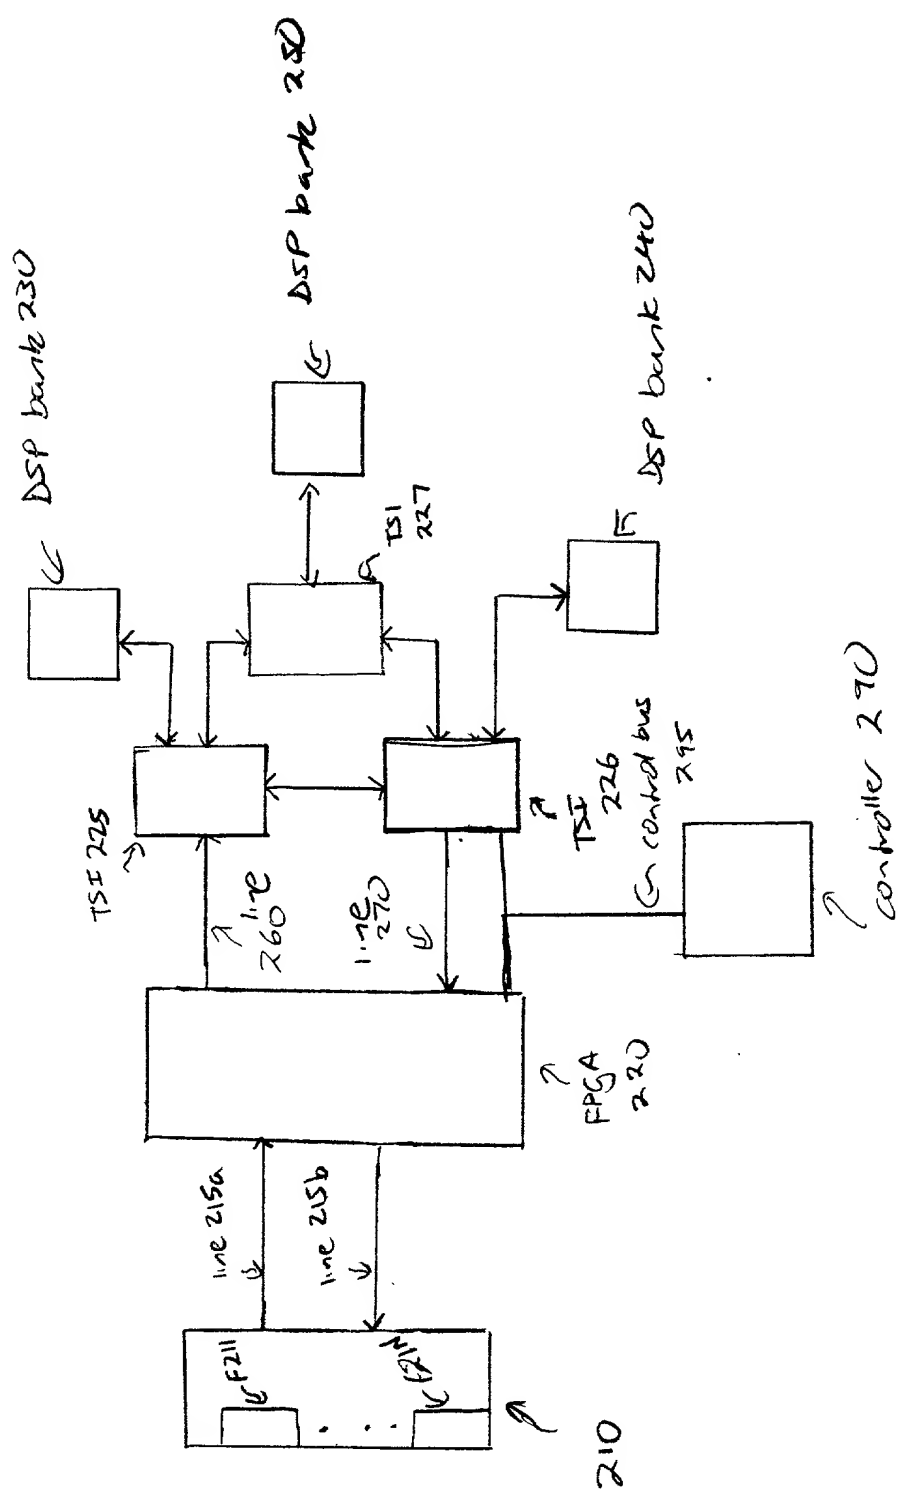 DSP bank 230
DSP bank 250
DSP bank 240
TSI
227
TSI 225
TSI
226
control bus
295
line
260
line
270
controller 290
FPGA
220
line 215a
line 215b
F211
F21N
210